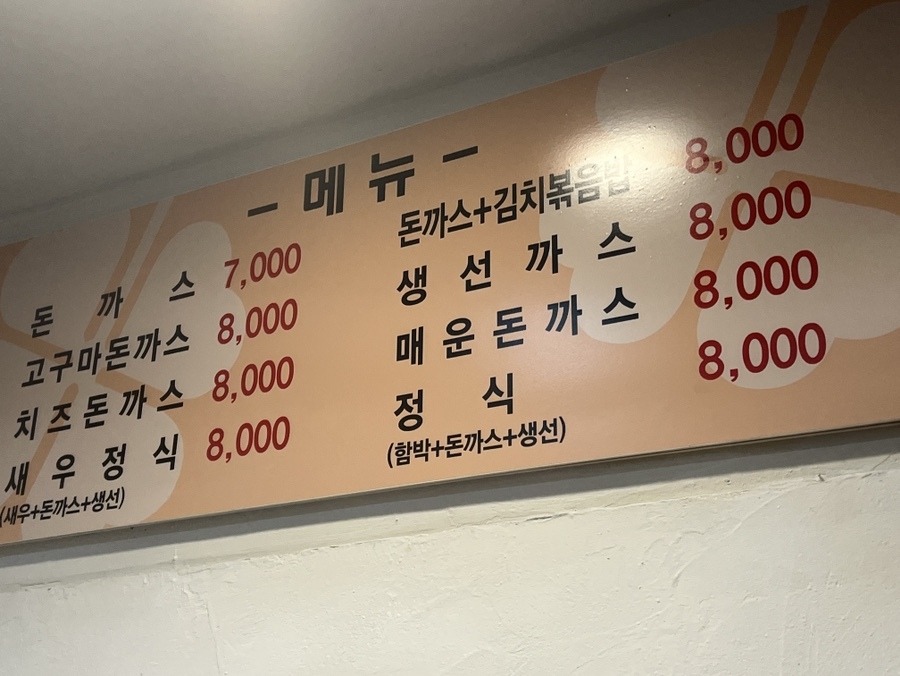 - 메뉴 -
돈까스 7,000
고구마돈까스 8,000
치즈돈까스 8,000
새우정식 8,000
(새우+돈까스+생선)
돈까스+김치볶음밥 8,000
생선까스 8,000
매운돈까스 8,000
정식 8,000
(함박+돈까스+생선)